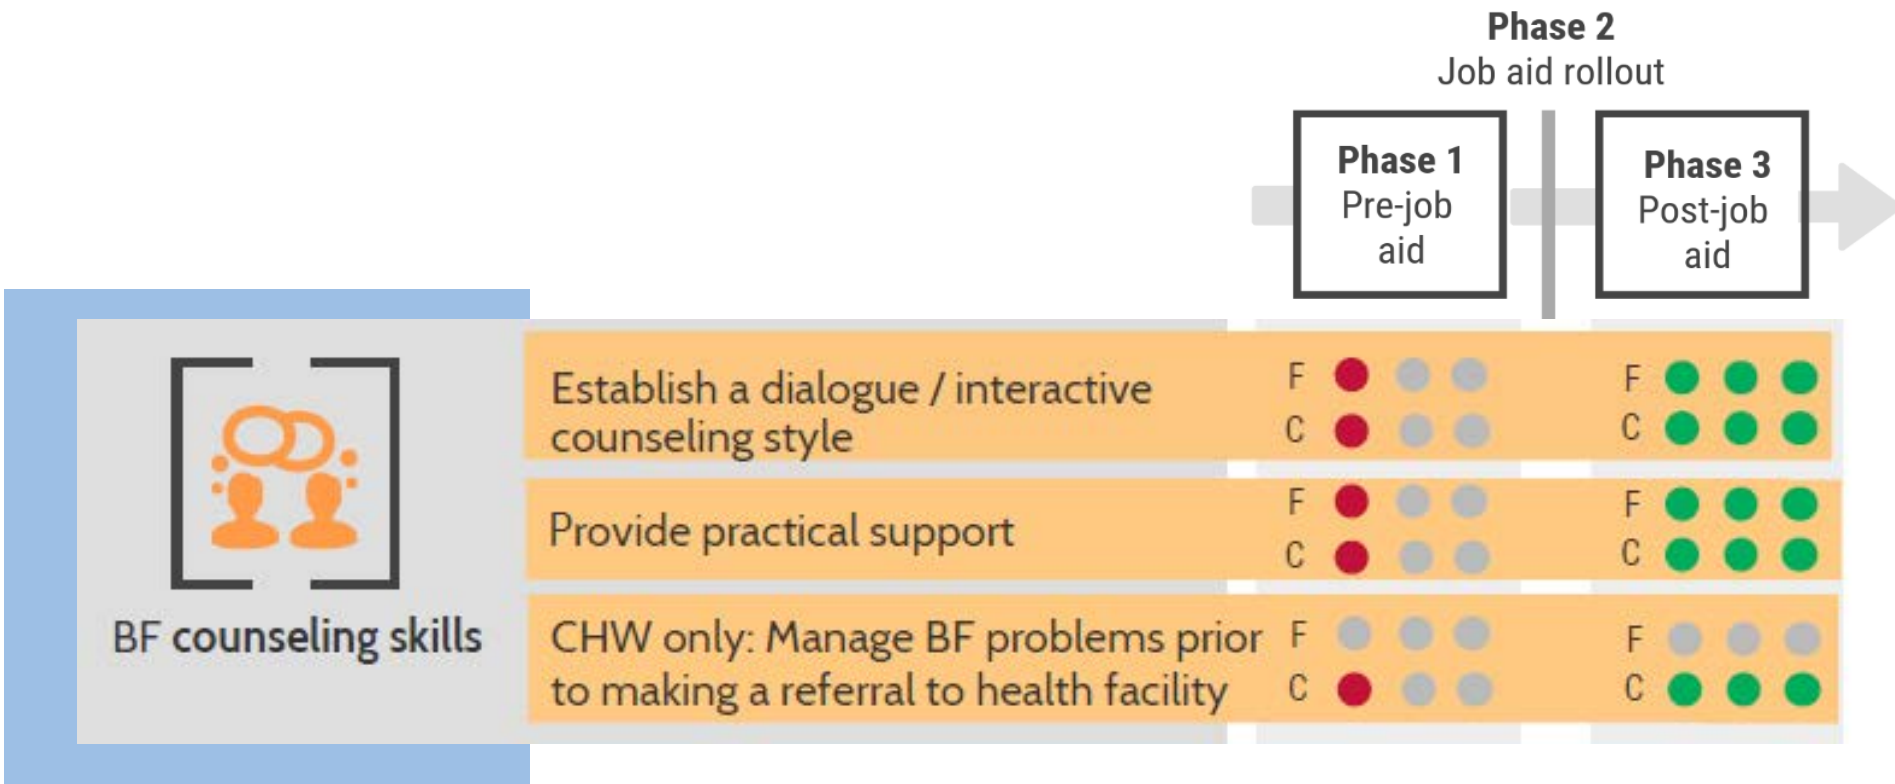 Phase 2
Job aid rollout
Phase 1
Pre-job
aid
Phase 3
Post-job
aid
BF counseling skills
Establish a dialogue / interactive
counseling style
F
C
F
C
Provide practical support
F
C
F
C
CHW only: Manage BF problems prior
to making a referral to health facility
F
C
F
C